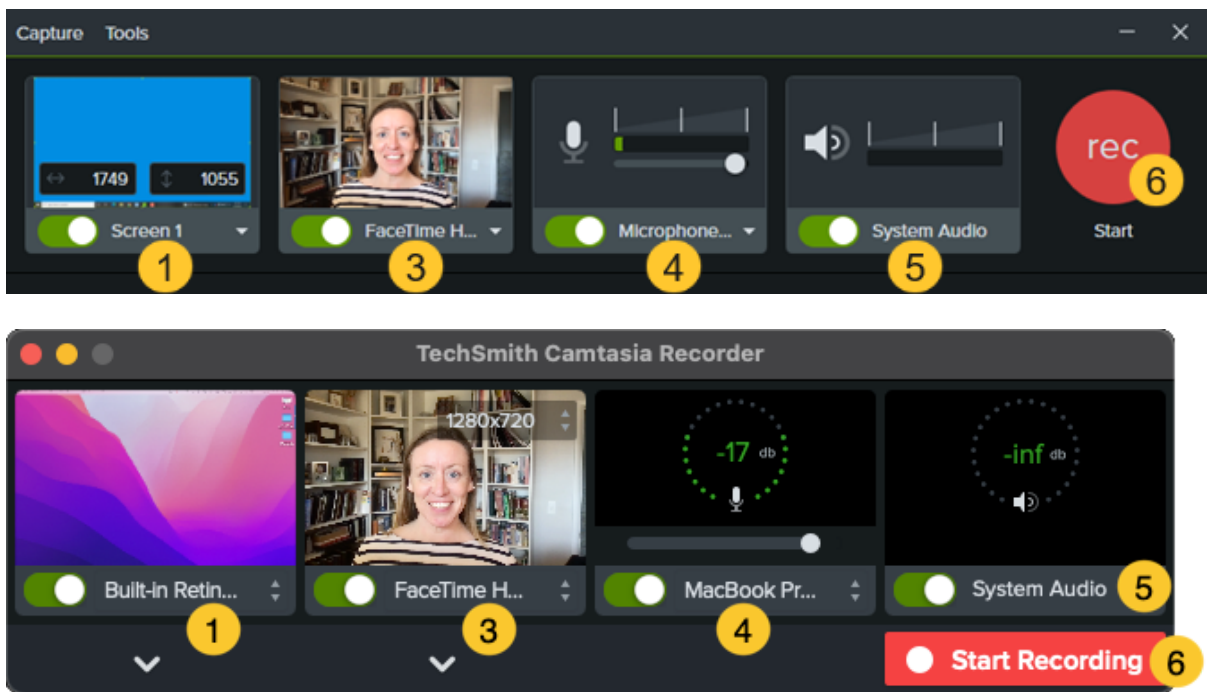 Capture Tools
1749 1055
Screen 1 FaceTime H... Microphone... System Audio
rec
Start
1 3 4 5 6
TechSmith Camtasia Recorder
1280x720
-17 db -inf db
Built-in Retin... FaceTime H... MacBook Pr... System Audio 5
1 3 4
Start Recording 6